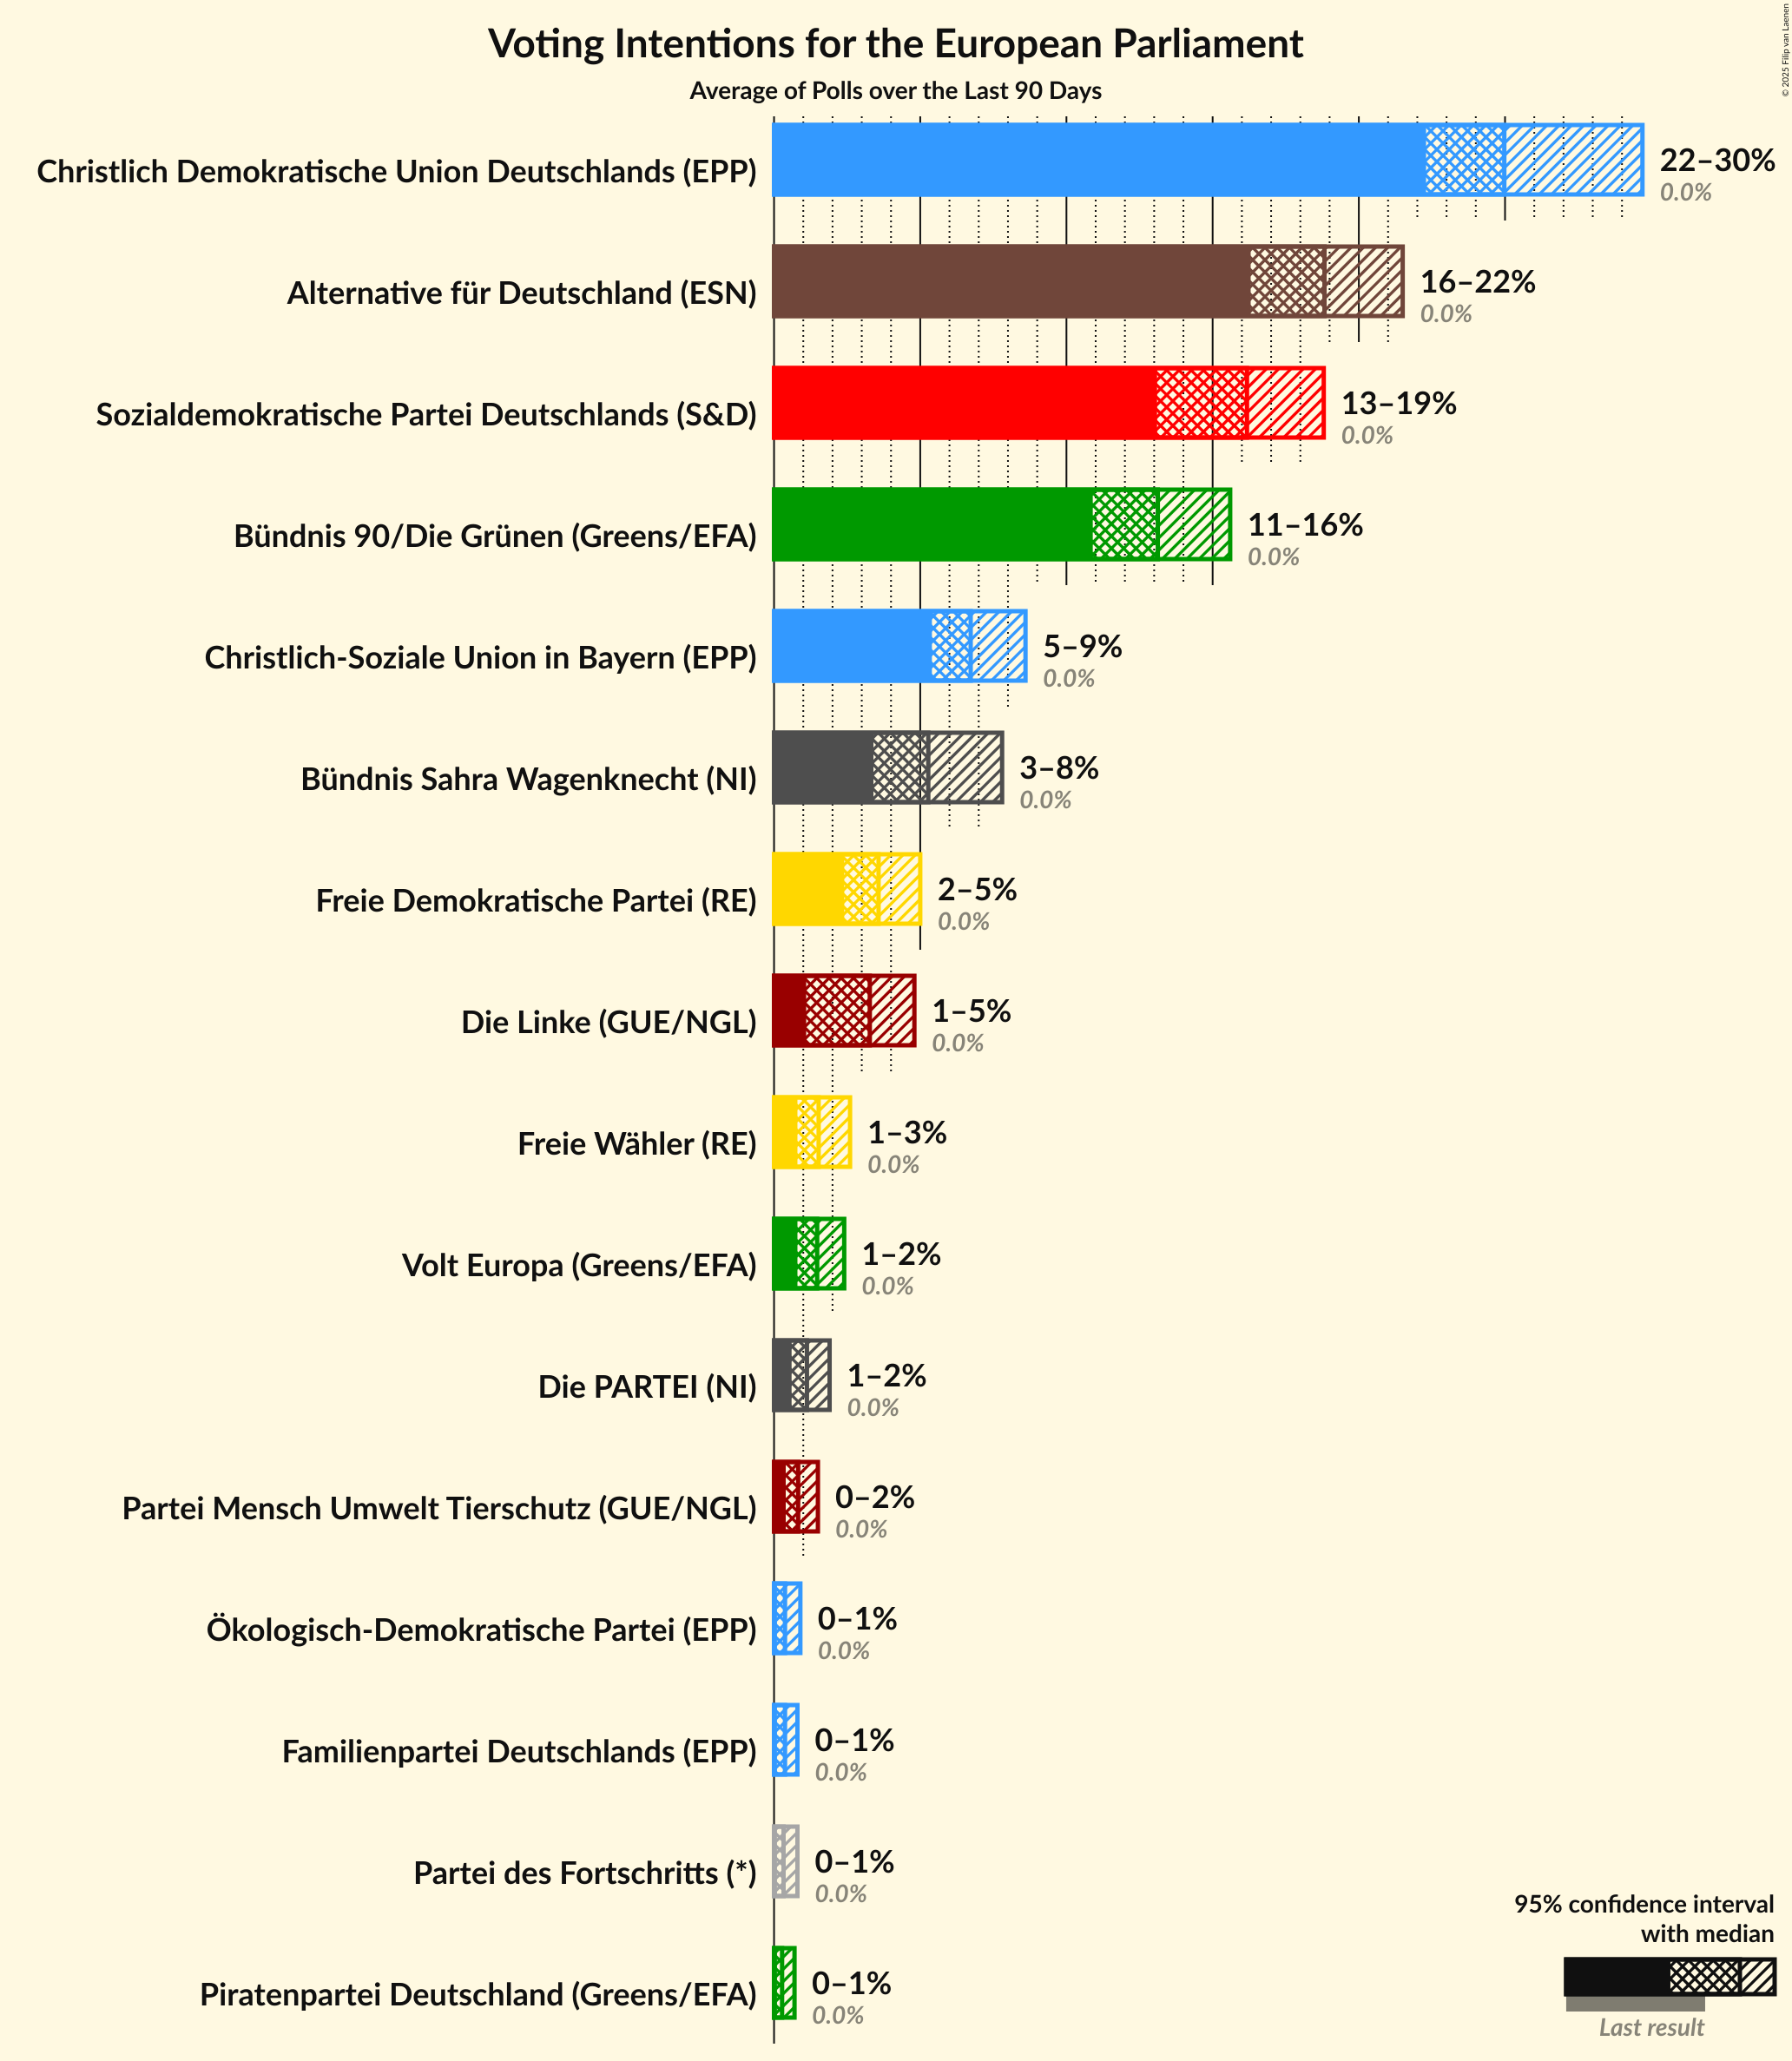 Voting Intentions for the European Parliament
Average of Polls over the Last 90 Days
© 2025 Filip van Laenen
Christlich Demokratische Union Deutschlands (EPP)
22–30%
0.0%
Alternative für Deutschland (ESN)
16–22%
0.0%
Sozialdemokratische Partei Deutschlands (S&D)
13–19%
0.0%
Bündnis 90/Die Grünen (Greens/EFA)
11–16%
0.0%
Christlich-Soziale Union in Bayern (EPP)
5–9%
0.0%
Bündnis Sahra Wagenknecht (NI)
3–8%
0.0%
Freie Demokratische Partei (RE)
2–5%
0.0%
Die Linke (GUE/NGL)
1–5%
0.0%
Freie Wähler (RE)
1–3%
0.0%
Volt Europa (Greens/EFA)
1–2%
0.0%
Die PARTEI (NI)
1–2%
0.0%
Partei Mensch Umwelt Tierschutz (GUE/NGL)
0–2%
0.0%
Ökologisch-Demokratische Partei (EPP)
0–1%
0.0%
Familienpartei Deutschlands (EPP)
0–1%
0.0%
Partei des Fortschritts (*)
0–1%
0.0%
Piratenpartei Deutschland (Greens/EFA)
0–1%
0.0%
95% confidence interval
with median
Last result